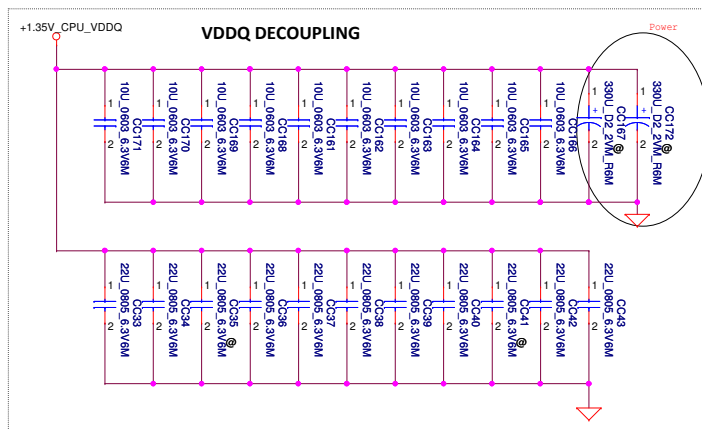 +1.35V_CPU_VDDQ
VDDQ DECOUPLING
Power
1
2
10U_0603_6.3V6M
CC171
1
2
10U_0603_6.3V6M
CC170
1
2
10U_0603_6.3V6M
CC169
1
2
10U_0603_6.3V6M
CC168
1
2
10U_0603_6.3V6M
CC161
1
2
10U_0603_6.3V6M
CC162
1
2
10U_0603_6.3V6M
CC163
1
2
10U_0603_6.3V6M
CC164
1
2
10U_0603_6.3V6M
CC165
1
2
10U_0603_6.3V6M
CC166
1
+
2
330U_D2_2VM_R6M
CC167
@
1
+
2
330U_D2_2VM_R6M
CC172
@
1
2
22U_0805_6.3V6M
CC33
1
2
22U_0805_6.3V6M
CC34
1
2
22U_0805_6.3V6M
CC35
@
1
2
22U_0805_6.3V6M
CC36
1
2
22U_0805_6.3V6M
CC37
1
2
22U_0805_6.3V6M
CC38
1
2
22U_0805_6.3V6M
CC39
1
2
22U_0805_6.3V6M
CC40
1
2
22U_0805_6.3V6M
CC41
@
1
2
22U_0805_6.3V6M
CC42
1
2
22U_0805_6.3V6M
CC43